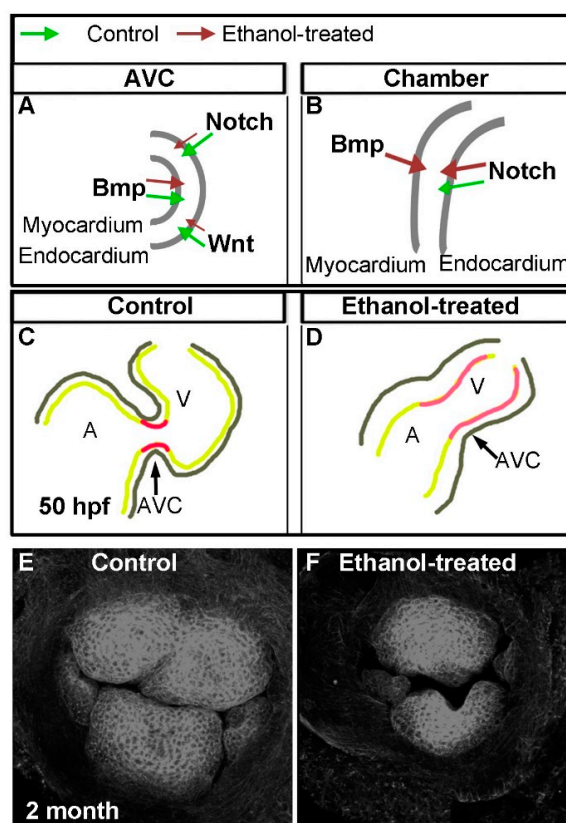 Control Ethanol-treated
AVC
Chamber
A
Notch
Bmp
Myocardium
Endocardium
Wnt
B
Bmp
Notch
Myocardium Endocardium
Control
Ethanol-treated
C
A
V
50 hpf
AVC
D
V
A
AVC
E Control
2 month
F Ethanol-treated